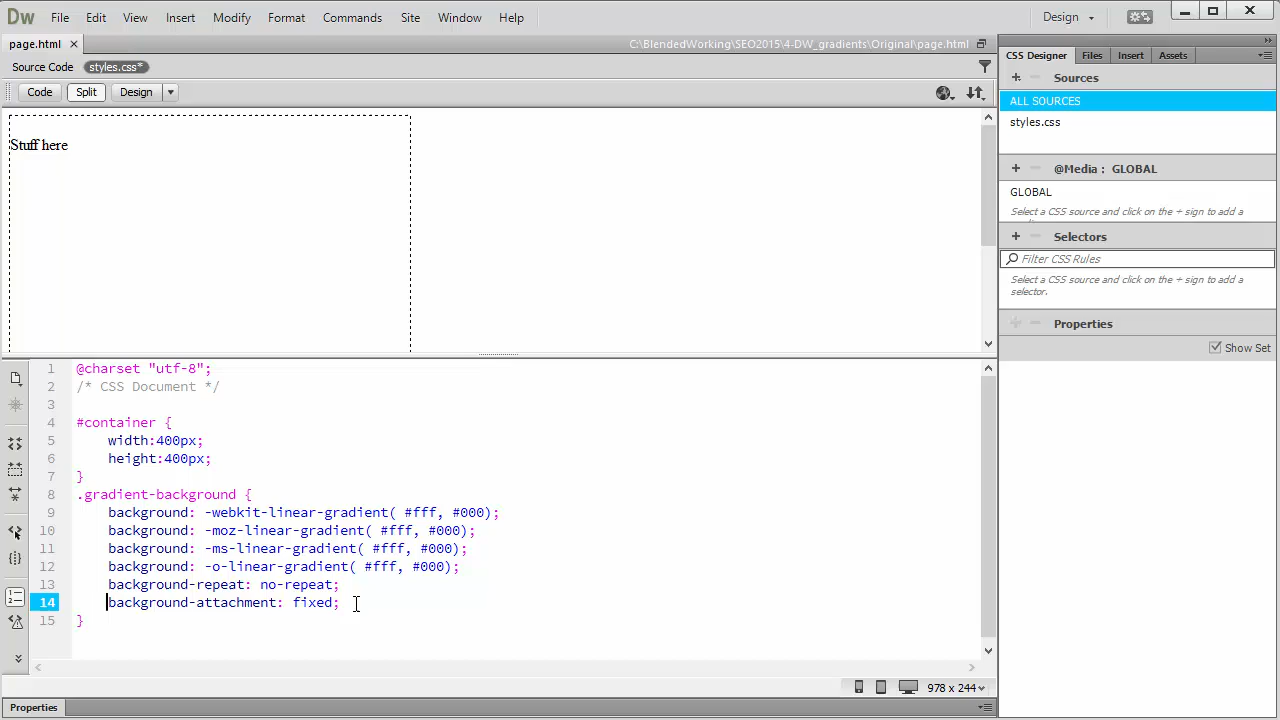 Dw File Edit View Insert Modify Format Commands Site Window Help Design
page.html C:\BlendedWorking\SEO2015\4-DW_gradients\Original\page.html
Source Code styles.css*
Code Split Design
Stuff here
1 @charset "utf-8";
2 /* CSS Document */
3
4 #container {
5 width:400px;
6 height:400px;
7 }
8 .gradient-background {
9 background: -webkit-linear-gradient( #fff, #000);
10 background: -moz-linear-gradient( #fff, #000);
11 background: -ms-linear-gradient( #fff, #000);
12 background: -o-linear-gradient( #fff, #000);
13 background-repeat: no-repeat;
14 background-attachment: fixed;
15 }
978 x 244
Properties
CSS Designer Files Insert Assets
+ Sources
ALL SOURCES
styles.css
+ @Media : GLOBAL
GLOBAL
Select a CSS source and click on the + sign to add a
+ Selectors
Filter CSS Rules
Select a CSS source and click on the + sign to add a
selector.
+ Properties
Show Set